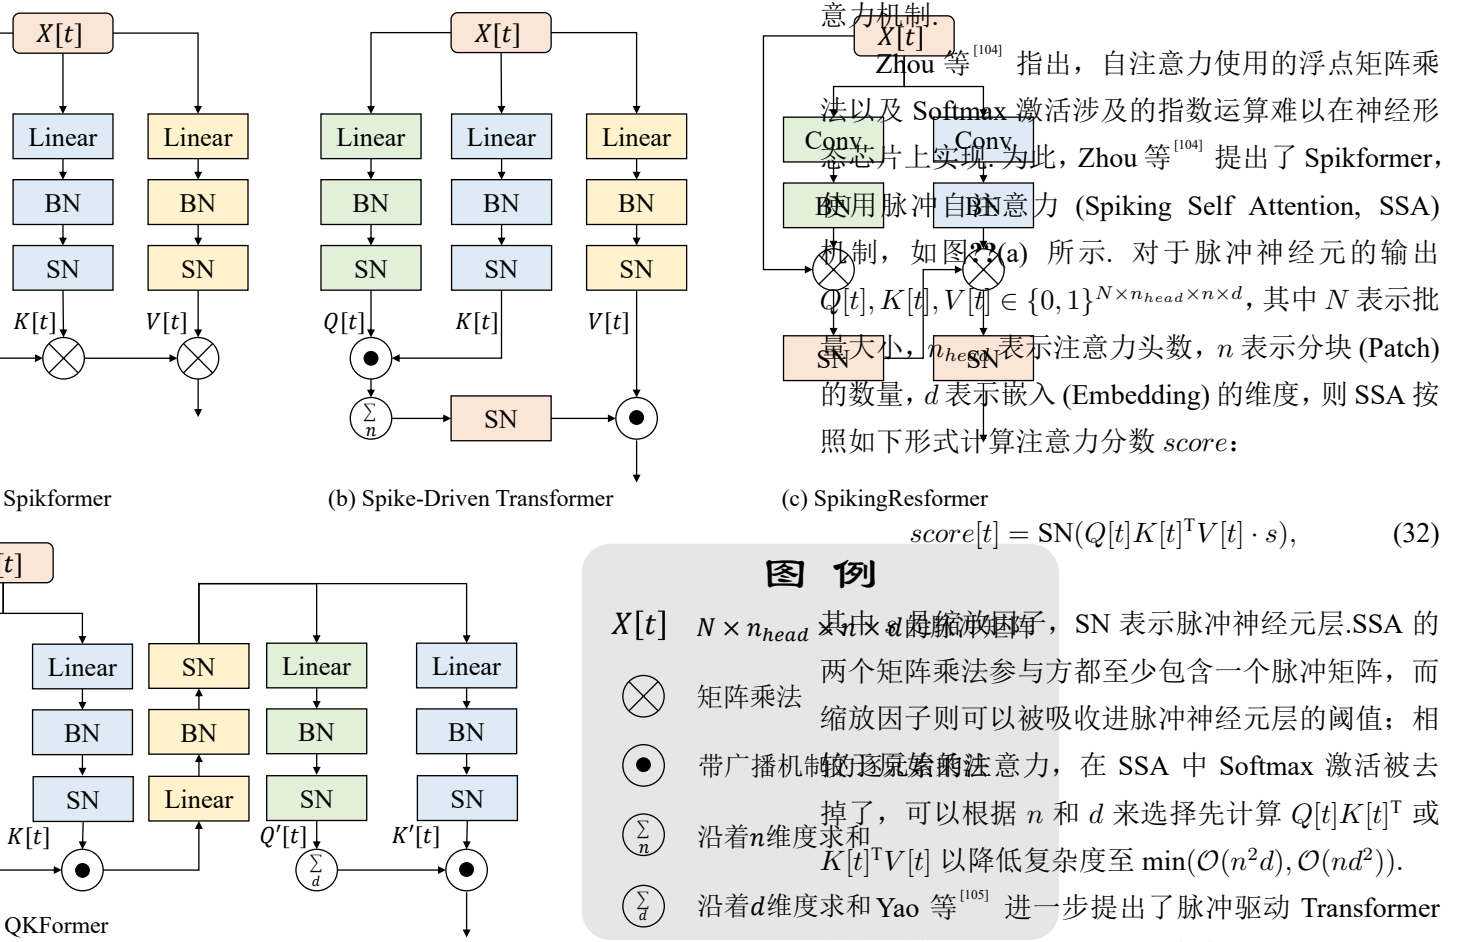 X[t]
Linear
Linear
BN
BN
SN
SN
K[t]
V[t]
Spikformer
X[t]
Linear
Linear
Linear
BN
BN
BN
SN
SN
SN
Q[t]
K[t]
V[t]
∑
n
SN
(b) Spike-Driven Transformer
X[t]
Conv
Conv
BN
BN
SN
SN
(c) SpikingResformer
[t]
Linear
SN
Linear
Linear
BN
BN
BN
BN
SN
Linear
SN
SN
K[t]
Q′[t]
K′[t]
∑
d
QKFormer
图 例
X[t] N × n_head × n × d的脉冲矩阵
矩阵乘法
带广播机制的逐元素的乘法
∑
n
沿着n维度求和
∑
d
沿着d维度求和
意力机制.
Zhou 等[104] 指出，自注意力使用的浮点矩阵乘
法以及 Softmax 激活涉及的指数运算难以在神经形
态芯片上实现. 为此，Zhou 等[104] 提出了 Spikformer，
使用脉冲自注意力 (Spiking Self Attention, SSA)
机制，如图??(a) 所示. 对于脉冲神经元的输出
Q[t], K[t], V[t] ∈ {0, 1}^{N×n_{head}×n×d}，其中 N 表示批
量大小，n_{head} 表示注意力头数，n 表示分块 (Patch)
的数量，d 表示嵌入 (Embedding) 的维度，则 SSA 按
照如下形式计算注意力分数 score：
score[t] = SN(Q[t]K[t]^T V[t] · s), (32)
其中 s 是缩放因子，SN 表示脉冲神经元层.SSA 的
两个矩阵乘法参与方都至少包含一个脉冲矩阵，而
缩放因子则可以被吸收进脉冲神经元层的阈值；相
较于原始的注意力，在 SSA 中 Softmax 激活被去
掉了，可以根据 n 和 d 来选择先计算 Q[t]K[t]^T 或
K[t]^T V[t] 以降低复杂度至 min(O(n²d), O(nd²)).
Yao 等[105] 进一步提出了脉冲驱动 Transformer